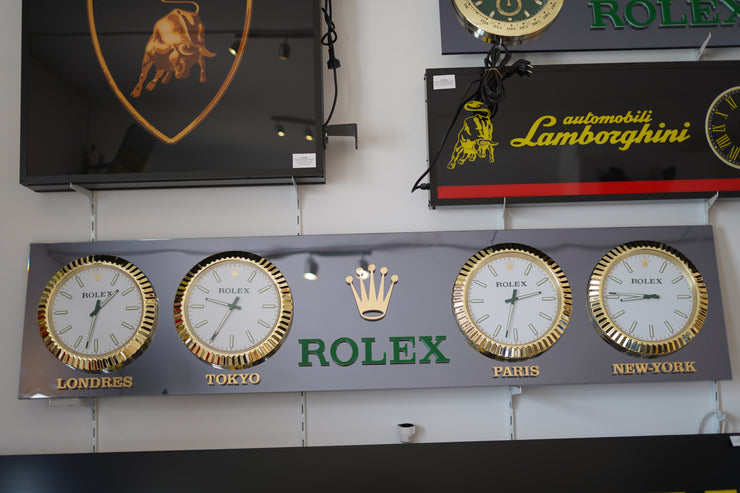 ROLEX
automobili
Lamborghini
ROLEX
ROLEX
ROLEX
ROLEX
ROLEX
LONDRES
TOKYO
PARIS
NEW-YORK